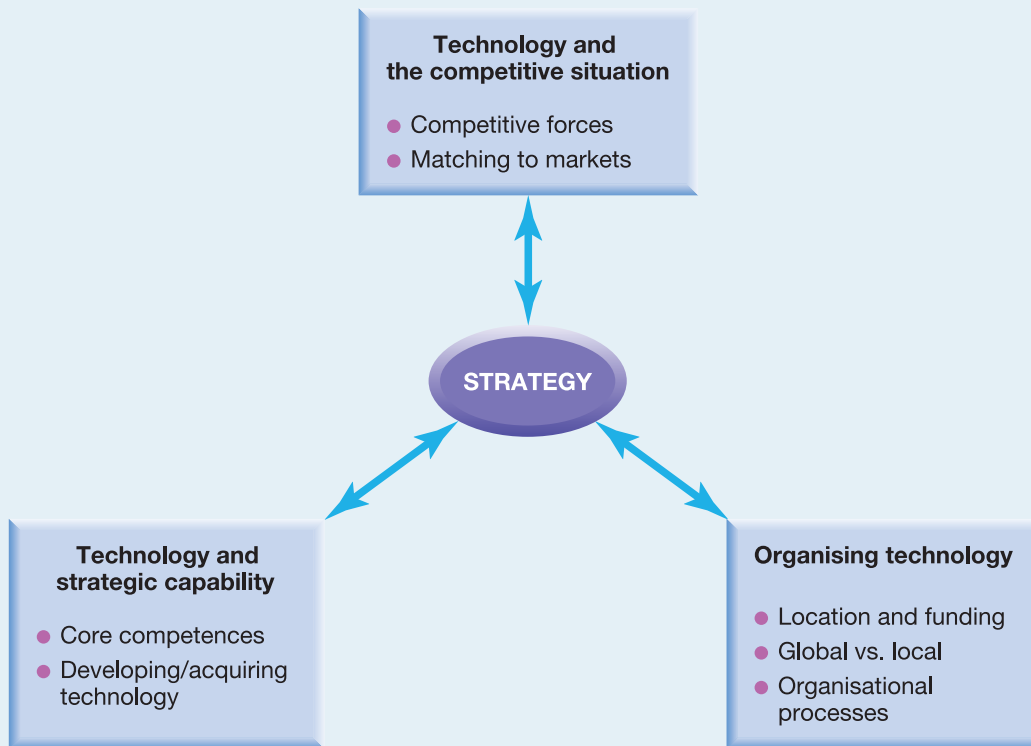 Technology and
the competitive situation
Competitive forces
Matching to markets
STRATEGY
Technology and
strategic capability
Core competences
Developing/acquiring
technology
Organising technology
Location and funding
Global vs. local
Organisational
processes